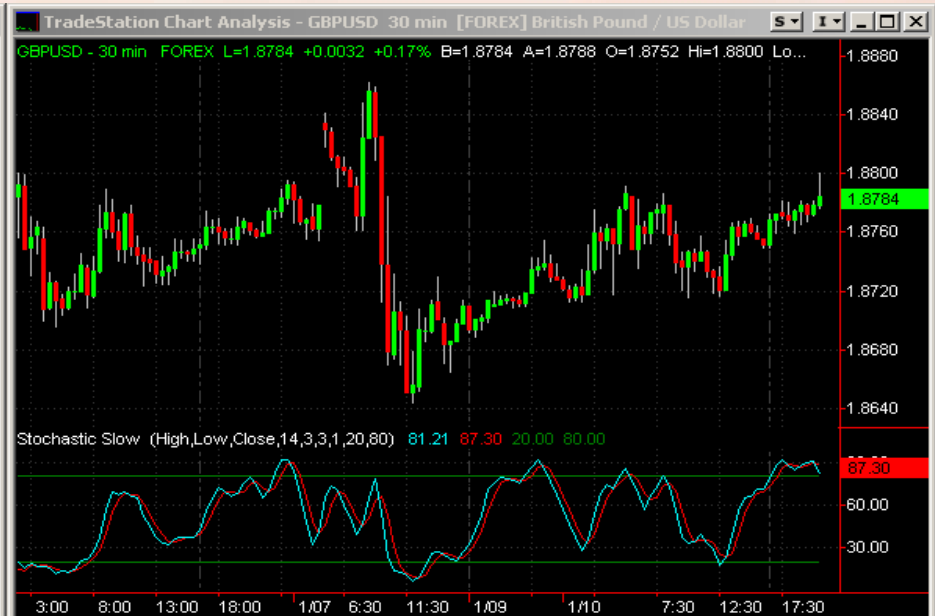 TradeStation Chart Analysis - GBPUSD 30 min [FOREX] British Pound / US Dollar
S I
GBPUSD - 30 min FOREX L=1.8784 +0.0032 +0.17% B=1.8784 A=1.8788 O=1.8752 Hi=1.8800 Lo...
1.8880
1.8840
1.8800
1.8784
1.8760
1.8720
1.8680
1.8640
Stochastic Slow (High,Low,Close,14,3,3,1,20,80) 81.21 87.30 20.00 80.00
87.30
60.00
30.00
3:00 8:00 13:00 18:00 1/07 6:30 11:30 1/09 1/10 7:30 12:30 17:30